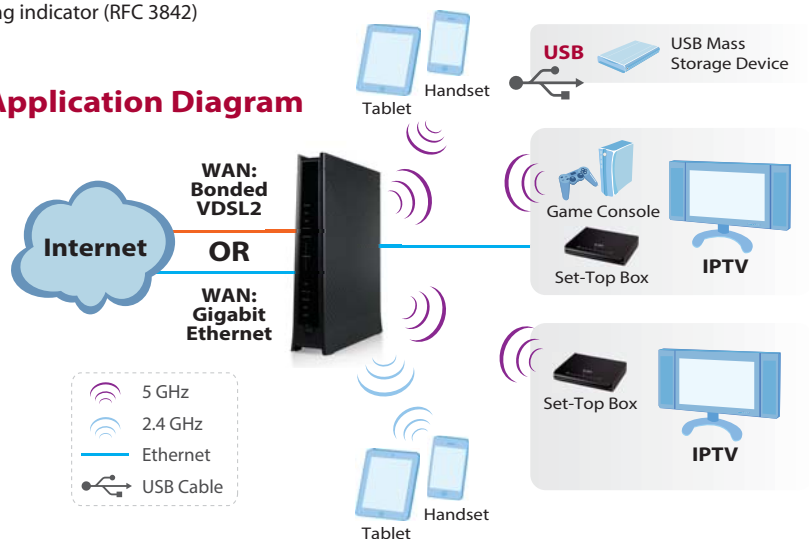 ng indicator (RFC 3842)
Application Diagram
Tablet
Handset
USB
USB Mass
Storage Device
WAN:
Bonded
VDSL2
Internet
OR
WAN:
Gigabit
Ethernet
Game Console
Set-Top Box
IPTV
Set-Top Box
IPTV
5 GHz
2.4 GHz
Ethernet
USB Cable
Handset
Tablet